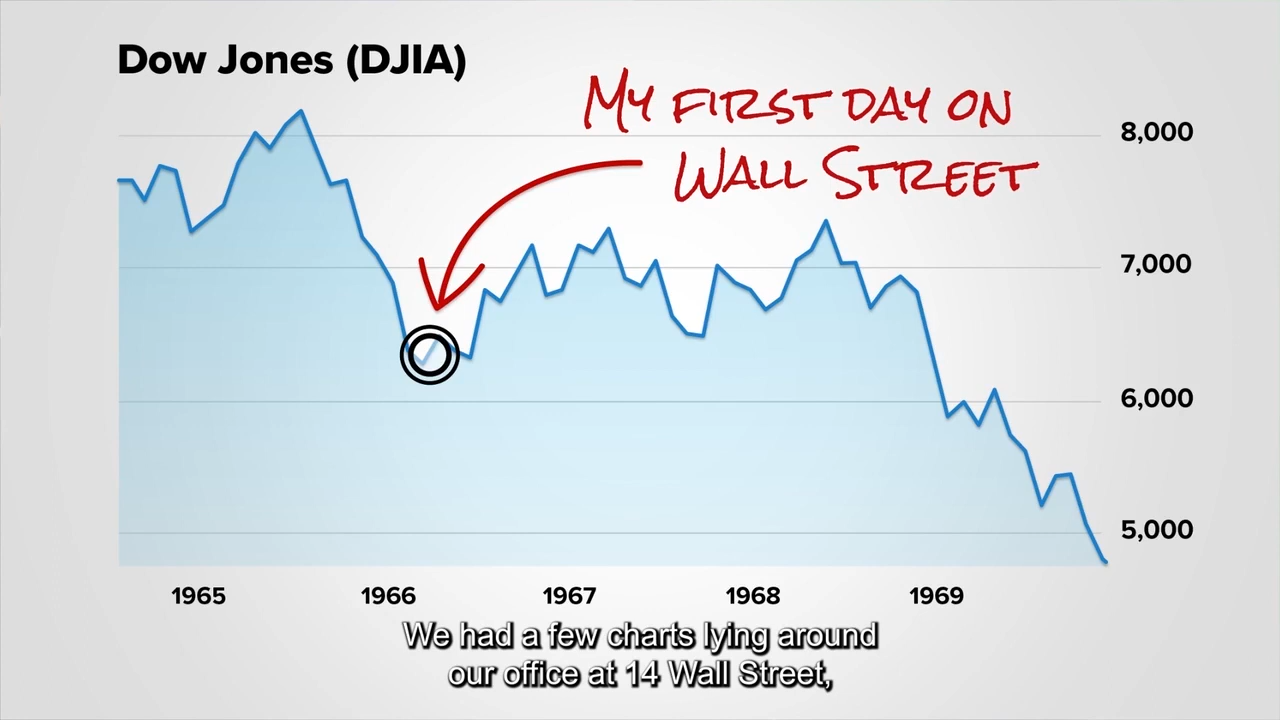 Dow Jones (DJIA)
My first day on
Wall Street
8,000
7,000
6,000
5,000
1965 1966 1967 1968 1969
We had a few charts lying around
our office at 14 Wall Street,